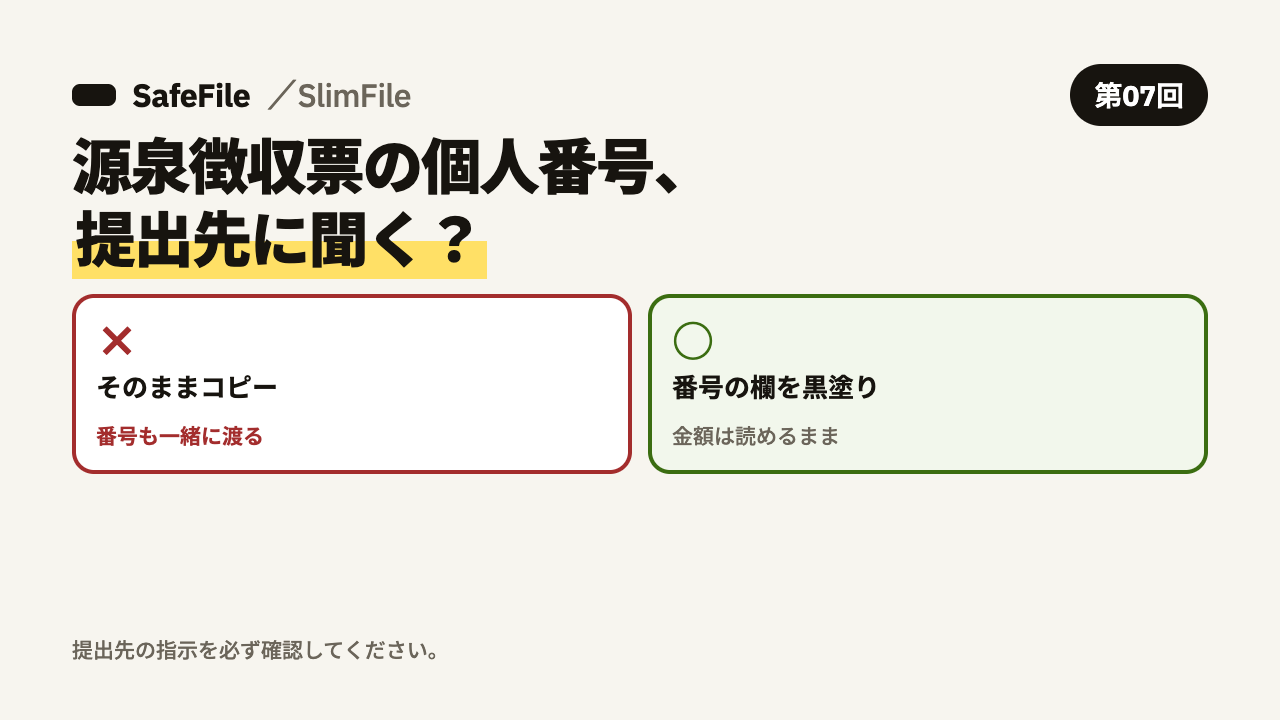 SafeFile ／SlimFile
第07回
源泉徴収票の個人番号、
提出先に聞く？
×
そのままコピー
番号も一緒に渡る
○
番号の欄を黒塗り
金額は読めるまま
提出先の指示を必ず確認してください。